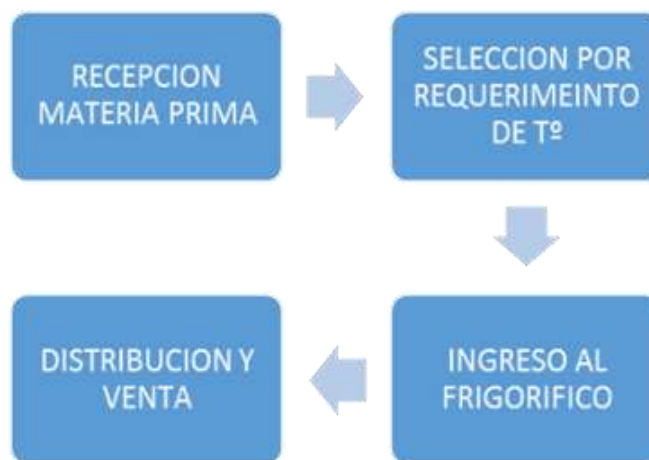 RECEPCION
MATERIA PRIMA
SELECCION POR
REQUERIMEINTO
DE Tº
INGRESO AL
FRIGORIFICO
DISTRIBUCION Y
VENTA